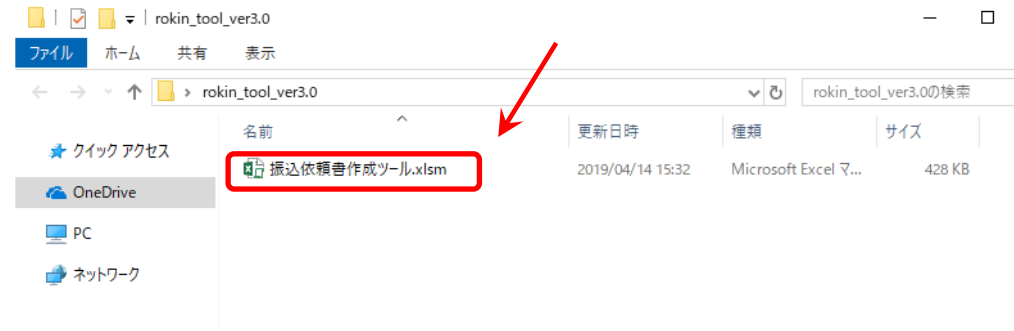 rokin_tool_ver3.0
ファイル ホーム 共有 表示
rokin_tool_ver3.0 rokin_tool_ver3.0の検索
名前 更新日時 種類 サイズ
クイック アクセス
振込依頼書作成ツール.xlsm 2019/04/14 15:32 Microsoft Excel マ... 428 KB
OneDrive
PC
ネットワーク